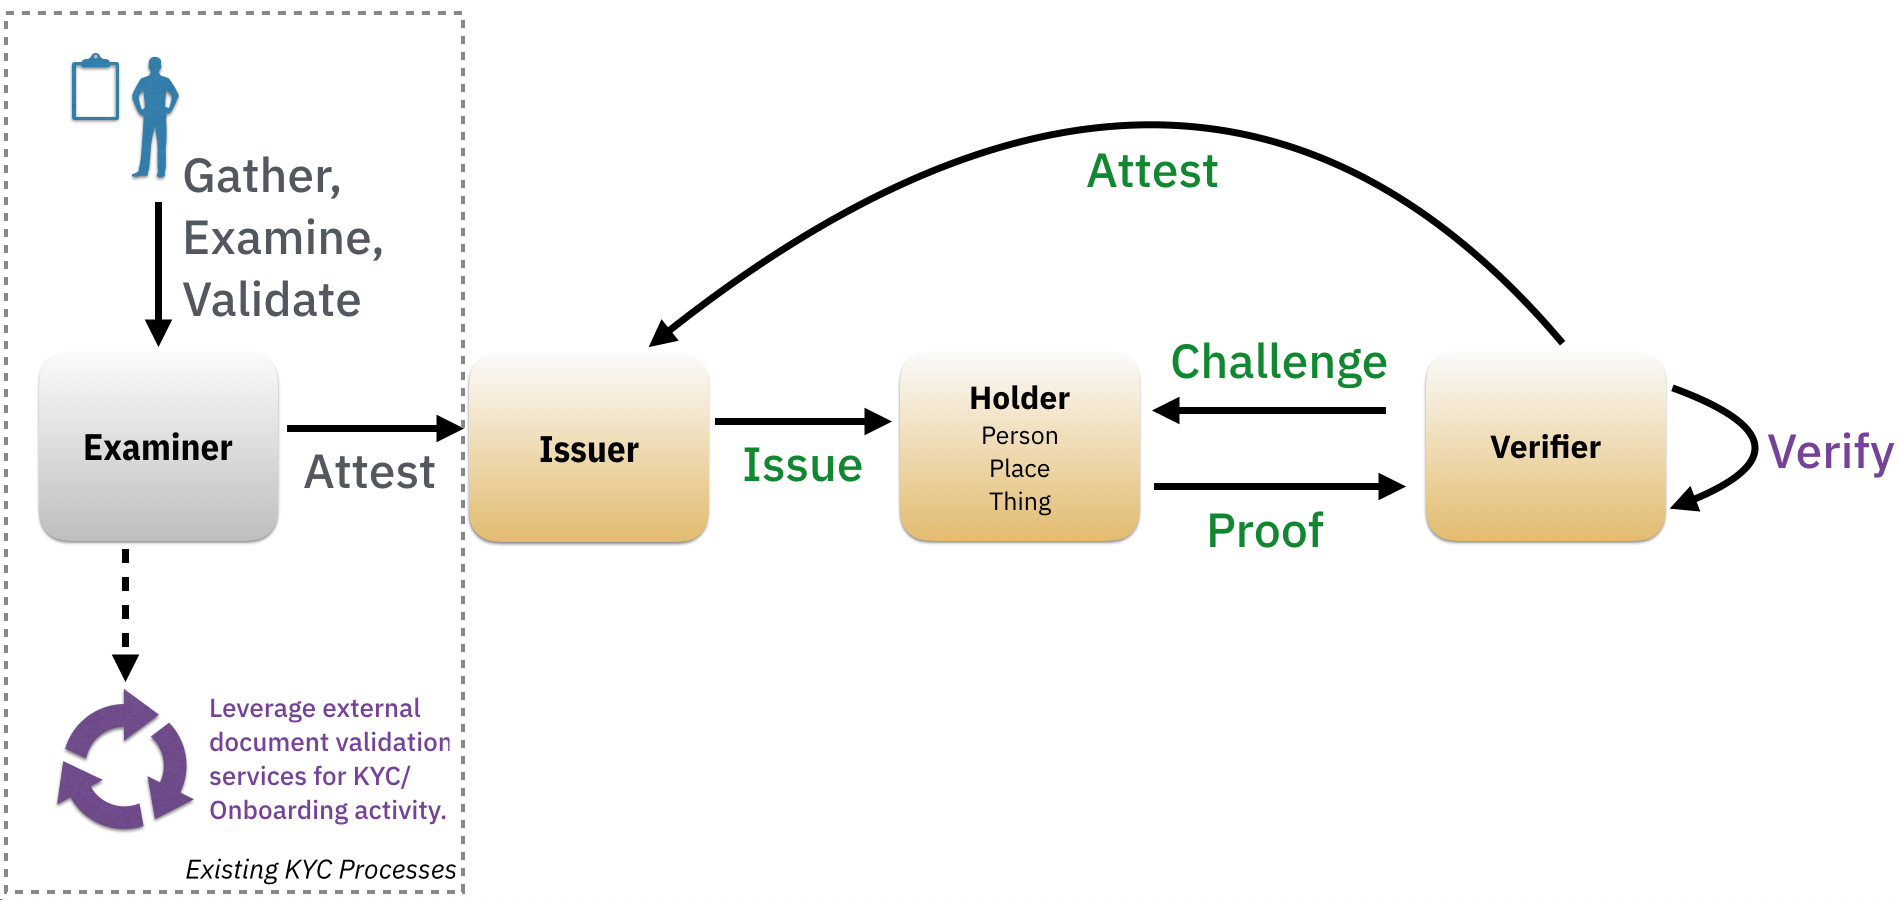 Gather,
Examine,
Validate
Examiner
Attest
Leverage external
document validation
services for KYC/
Onboarding activity.
Existing KYC Processes
Issuer
Issue
Holder
Person
Place
Thing
Attest
Challenge
Proof
Verifier
Verify